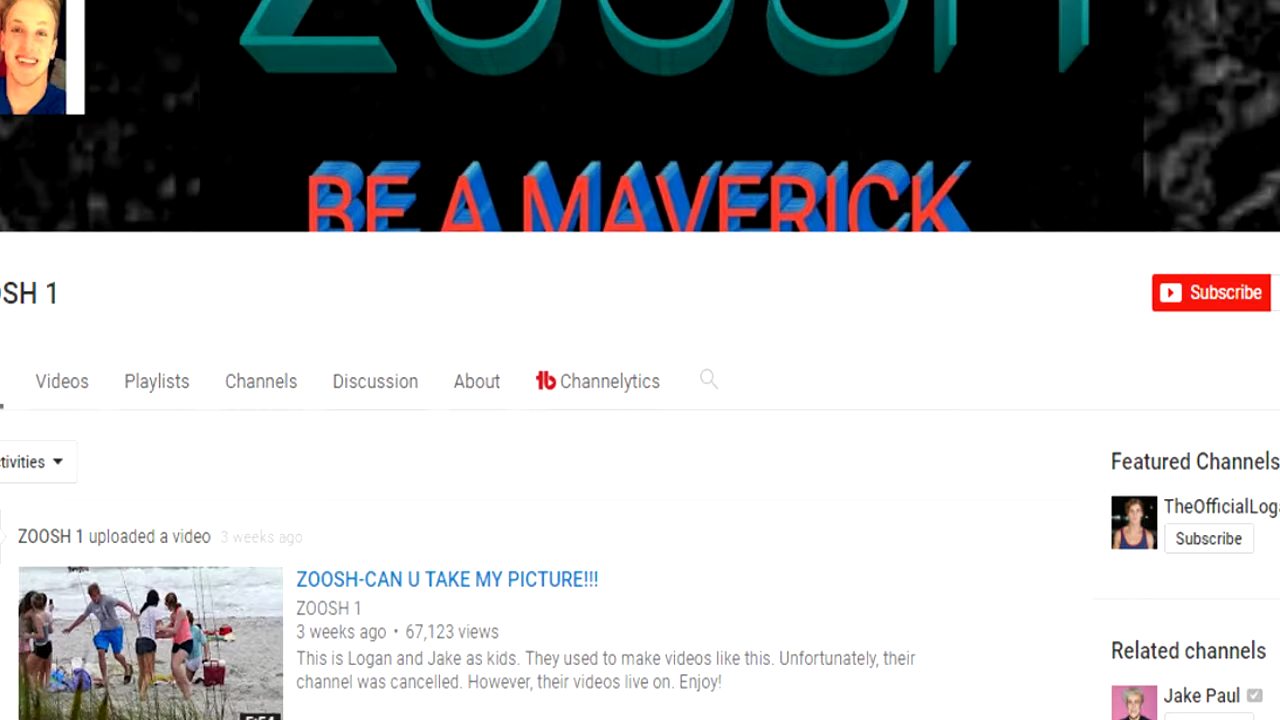 ZOOSH
BE A MAVERICK
OSH 1
Subscribe
Videos Playlists Channels Discussion About Channelytics
tivities
Featured Channels
TheOfficialLoga
Subscribe
ZOOSH 1 uploaded a video 3 weeks ago
ZOOSH-CAN U TAKE MY PICTURE!!!
ZOOSH 1
3 weeks ago • 67,123 views
This is Logan and Jake as kids. They used to make videos like this. Unfortunately, their
channel was cancelled. However, their videos live on. Enjoy!
Related channels
Jake Paul